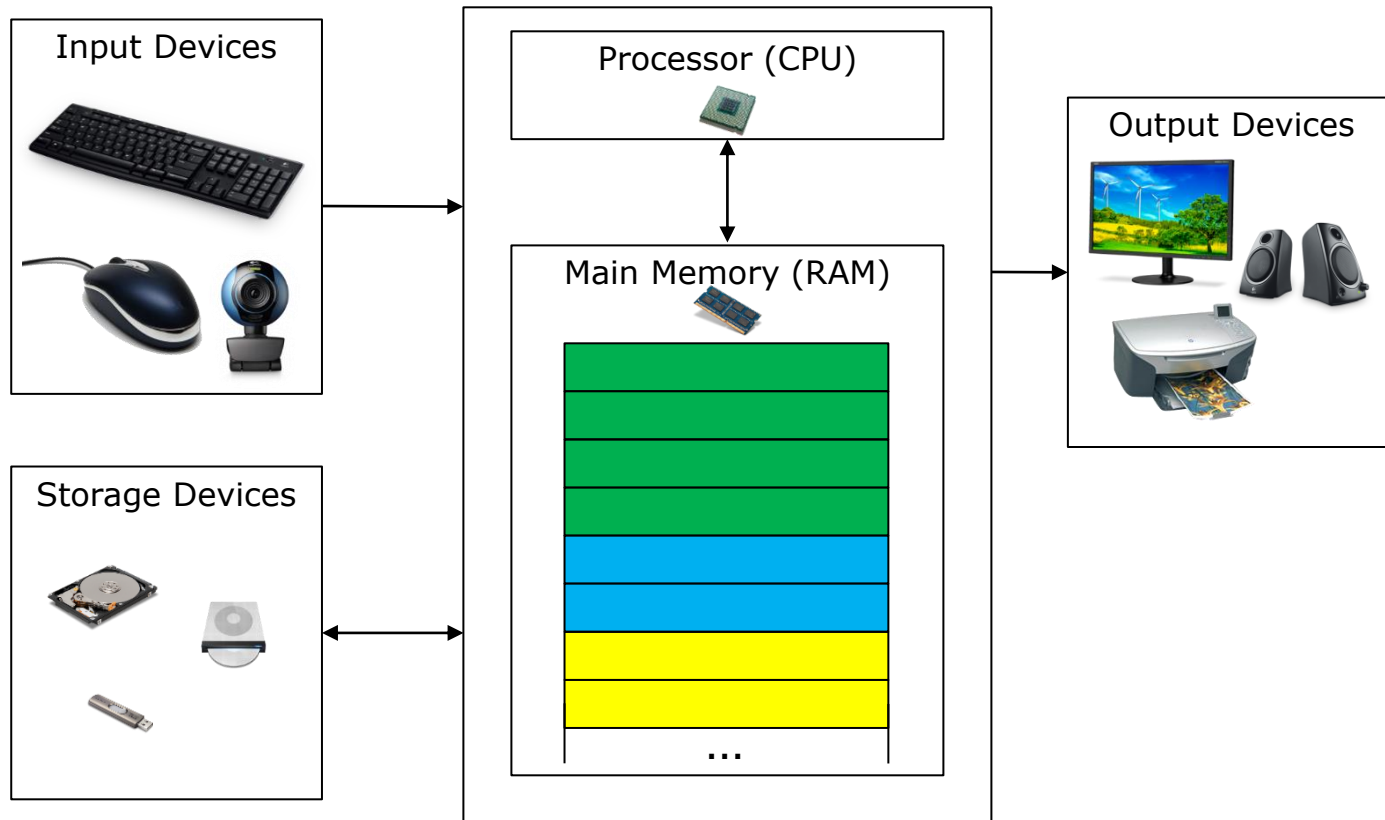 Input Devices
Processor (CPU)
Output Devices
Main Memory (RAM)
Storage Devices
...